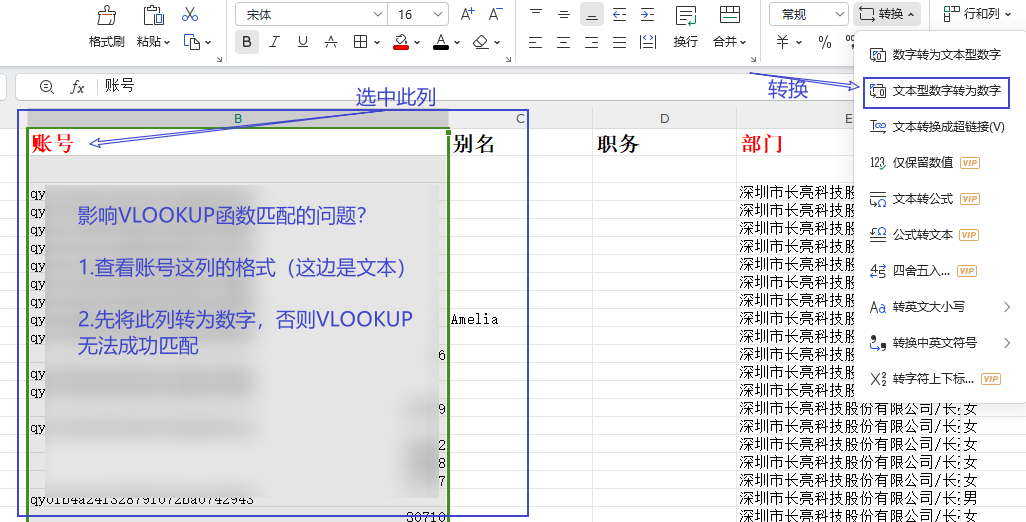 宋体
16
A⁺
A⁻
常规
转换
行和列
格式刷
粘贴
B
I
U
A
A
换行
合并
¥
%
fx
账号
数字转为文本型数字
文本型数字转为数字
文本转换成超链接(V)
仅保留数值 VIP
文本转公式 VIP
公式转文本 VIP
四舍五入... VIP
转英文大小写
转换中英文符号
转字符上下标... VIP
选中此列
转换
B
C
D
E
账号
别名
职务
部门
影响VLOOKUP函数匹配的问题?
1.查看账号这列的格式（这边是文本）
2.先将此列转为数字，否则VLOOKUP
无法成功匹配
qy
qy
qy
qy
qy
qy
qy
qy
qy
Amelia
6
qy
qy
9
qy
2
8
7
qy01b4a241328791072ba0742943
30710
深圳市长亮科技股
深圳市长亮科技股
深圳市长亮科技股
深圳市长亮科技股
深圳市长亮科技股
深圳市长亮科技股
深圳市长亮科技股
深圳市长亮科技股
深圳市长亮科技股
深圳市长亮科技股
深圳市长亮科技股
深圳市长亮科技股
深圳市长亮科技股份有限公司/长 女
深圳市长亮科技股份有限公司/长 女
深圳市长亮科技股份有限公司/长 女
深圳市长亮科技股份有限公司/长 女
深圳市长亮科技股份有限公司/长 女
深圳市长亮科技股份有限公司/长 男
深圳市长亮科技股份有限公司/长 女